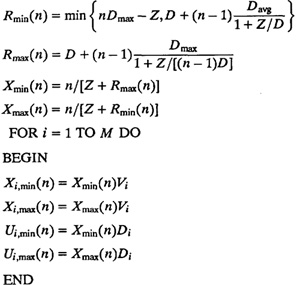 R_min(n) = min { nD_max − Z, D + (n − 1) D_avg / (1 + Z/D) }
R_max(n) = D + (n − 1) D_max / (1 + Z/[(n − 1)D])
X_min(n) = n/[Z + R_max(n)]
X_max(n) = n/[Z + R_min(n)]
FOR i = 1 TO M DO
BEGIN
X_i,min(n) = X_min(n)V_i
X_i,max(n) = X_max(n)V_i
U_i,min(n) = X_min(n)D_i
U_i,max(n) = X_max(n)D_i
END